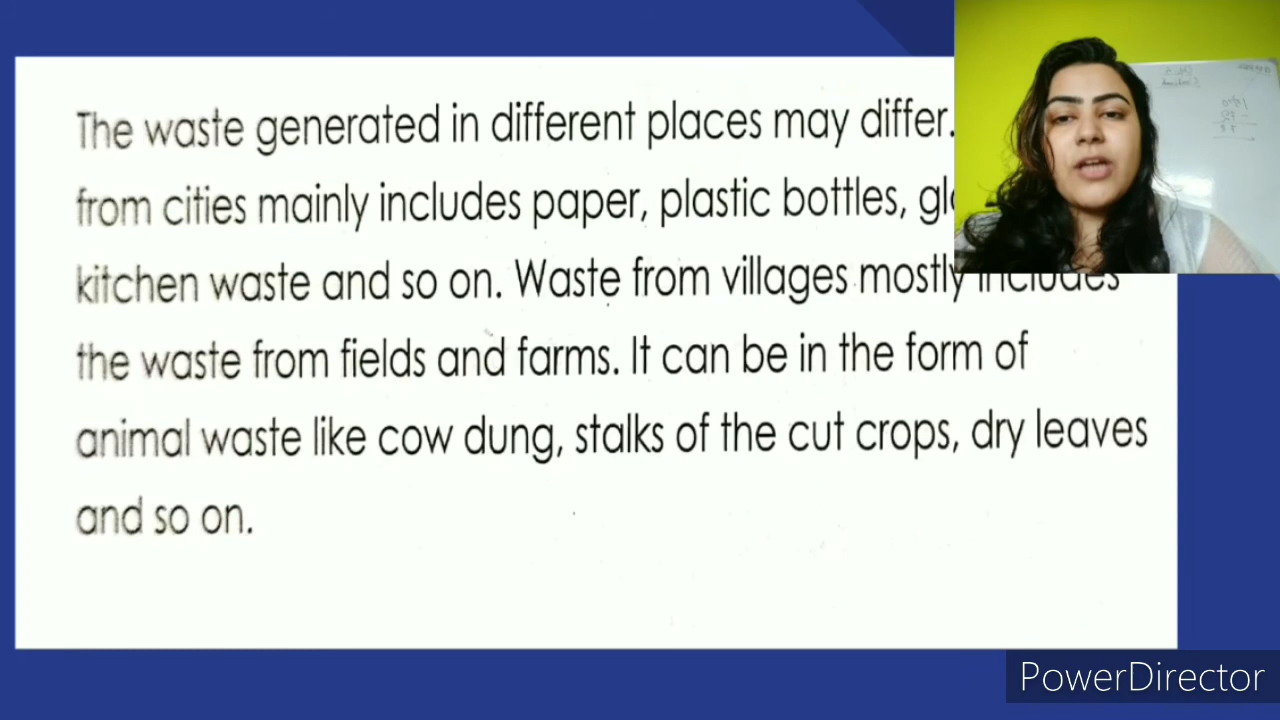 The waste generated in different places may differ.
from cities mainly includes paper, plastic bottles,
kitchen waste and so on. Waste from villages mostly includes
the waste from fields and farms. It can be in the form of
animal waste like cow dung, stalks of the cut crops, dry leaves
and so on.
PowerDirector